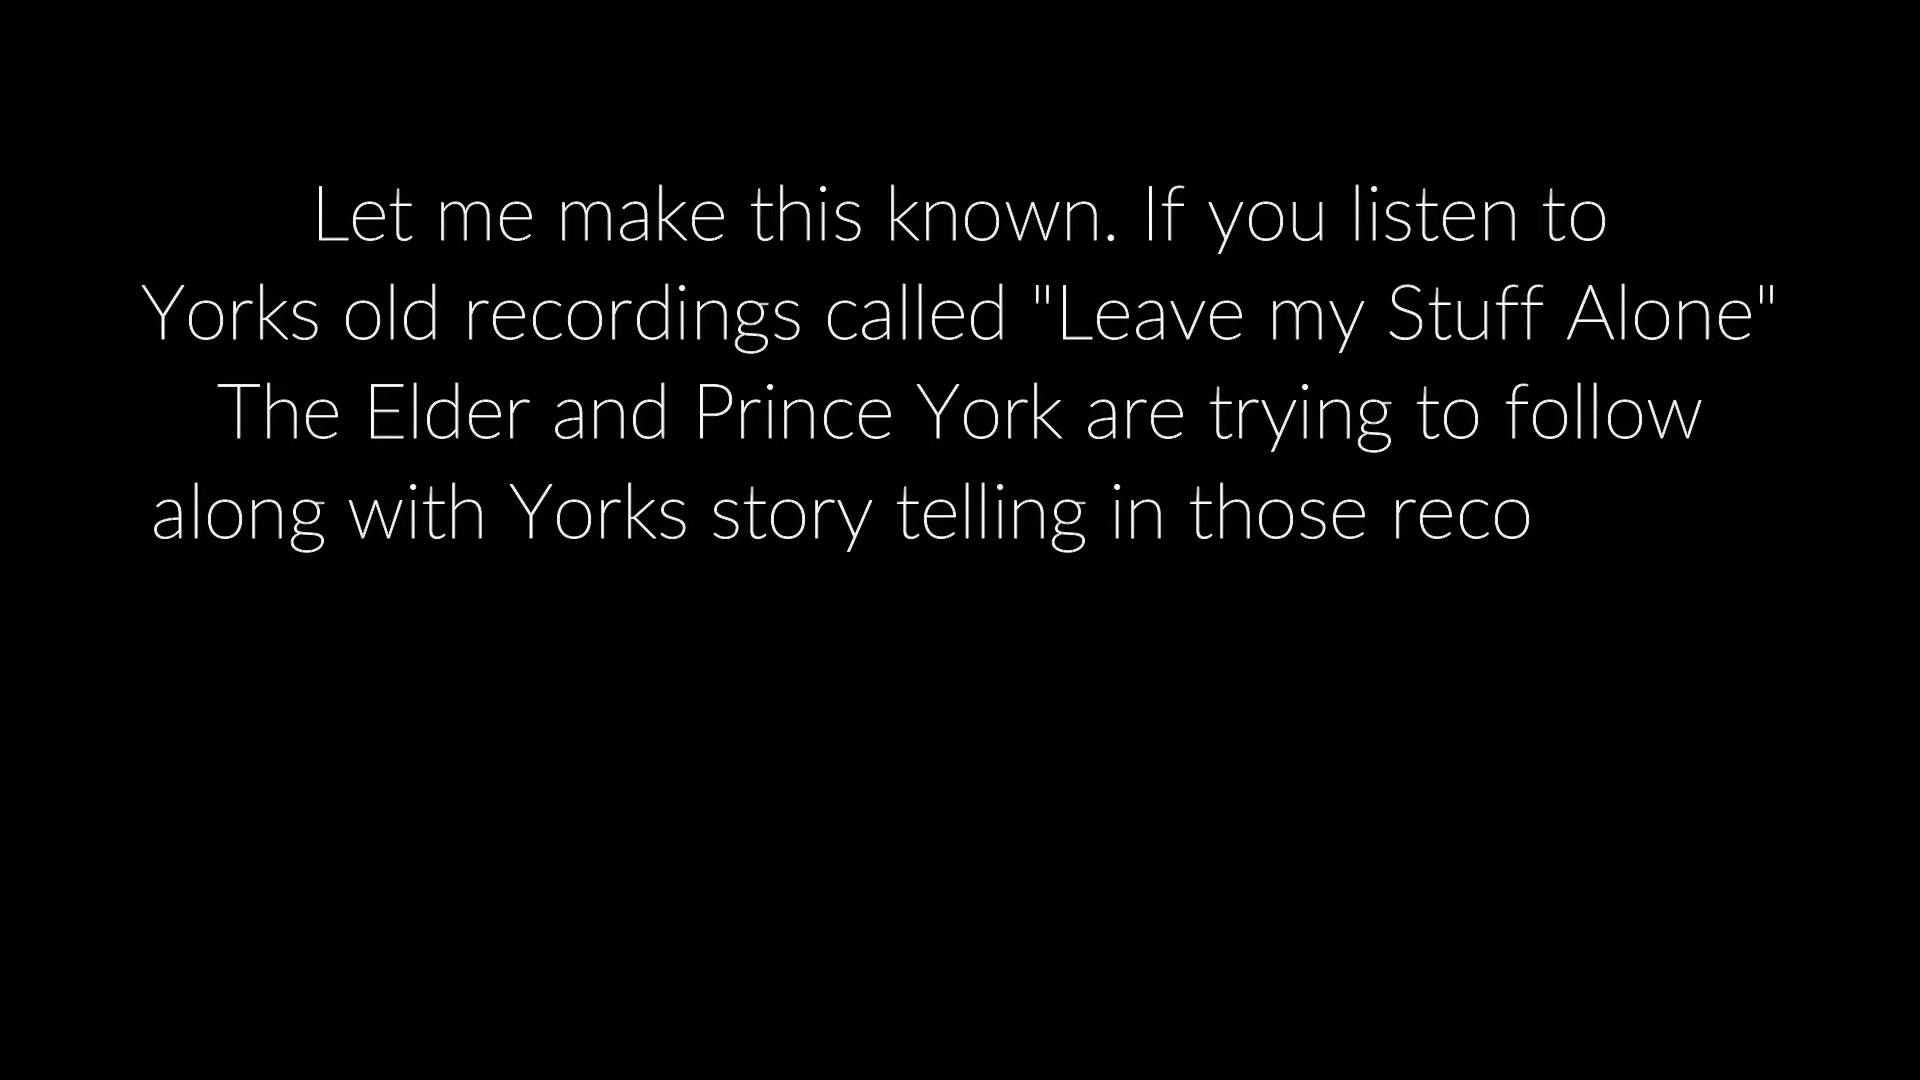 Let me make this known. If you listen to
Yorks old recordings called "Leave my Stuff Alone"
The Elder and Prince York are trying to follow
along with Yorks story telling in those reco